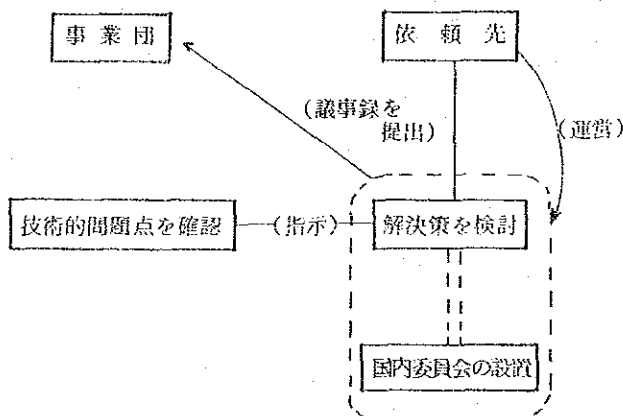 事業団
依頼先
(議事録を
提出)
(運営)
技術的問題点を確認
(指示)
解決策を検討
国内委員会の設置